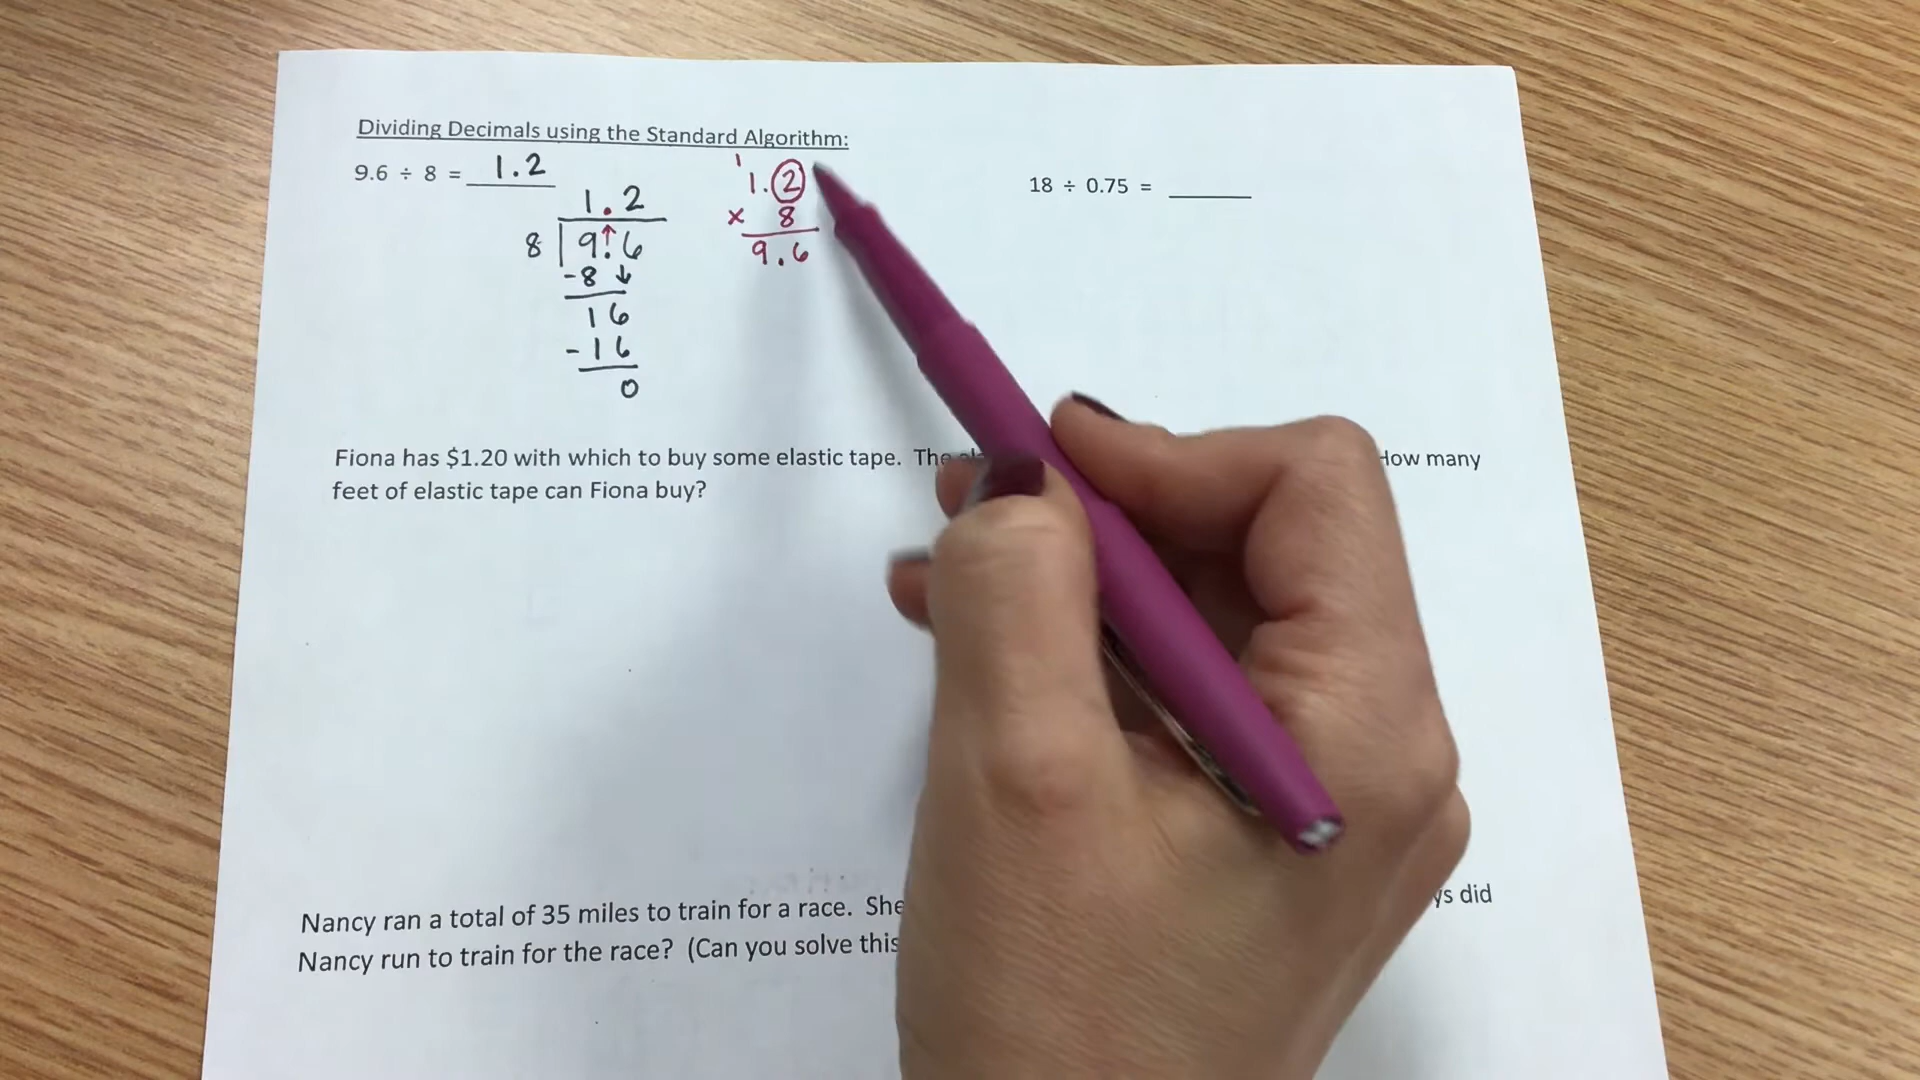 Dividing Decimals using the Standard Algorithm:
9.6 ÷ 8 = 1.2
1.2
8 9.6
-8
16
-16
0
1
1.2
x 8
9.6
18 ÷ 0.75 =
Fiona has $1.20 with which to buy some elastic tape. The How many
feet of elastic tape can Fiona buy?
Nancy ran a total of 35 miles to train for a race. She did
Nancy run to train for the race? (Can you solve this